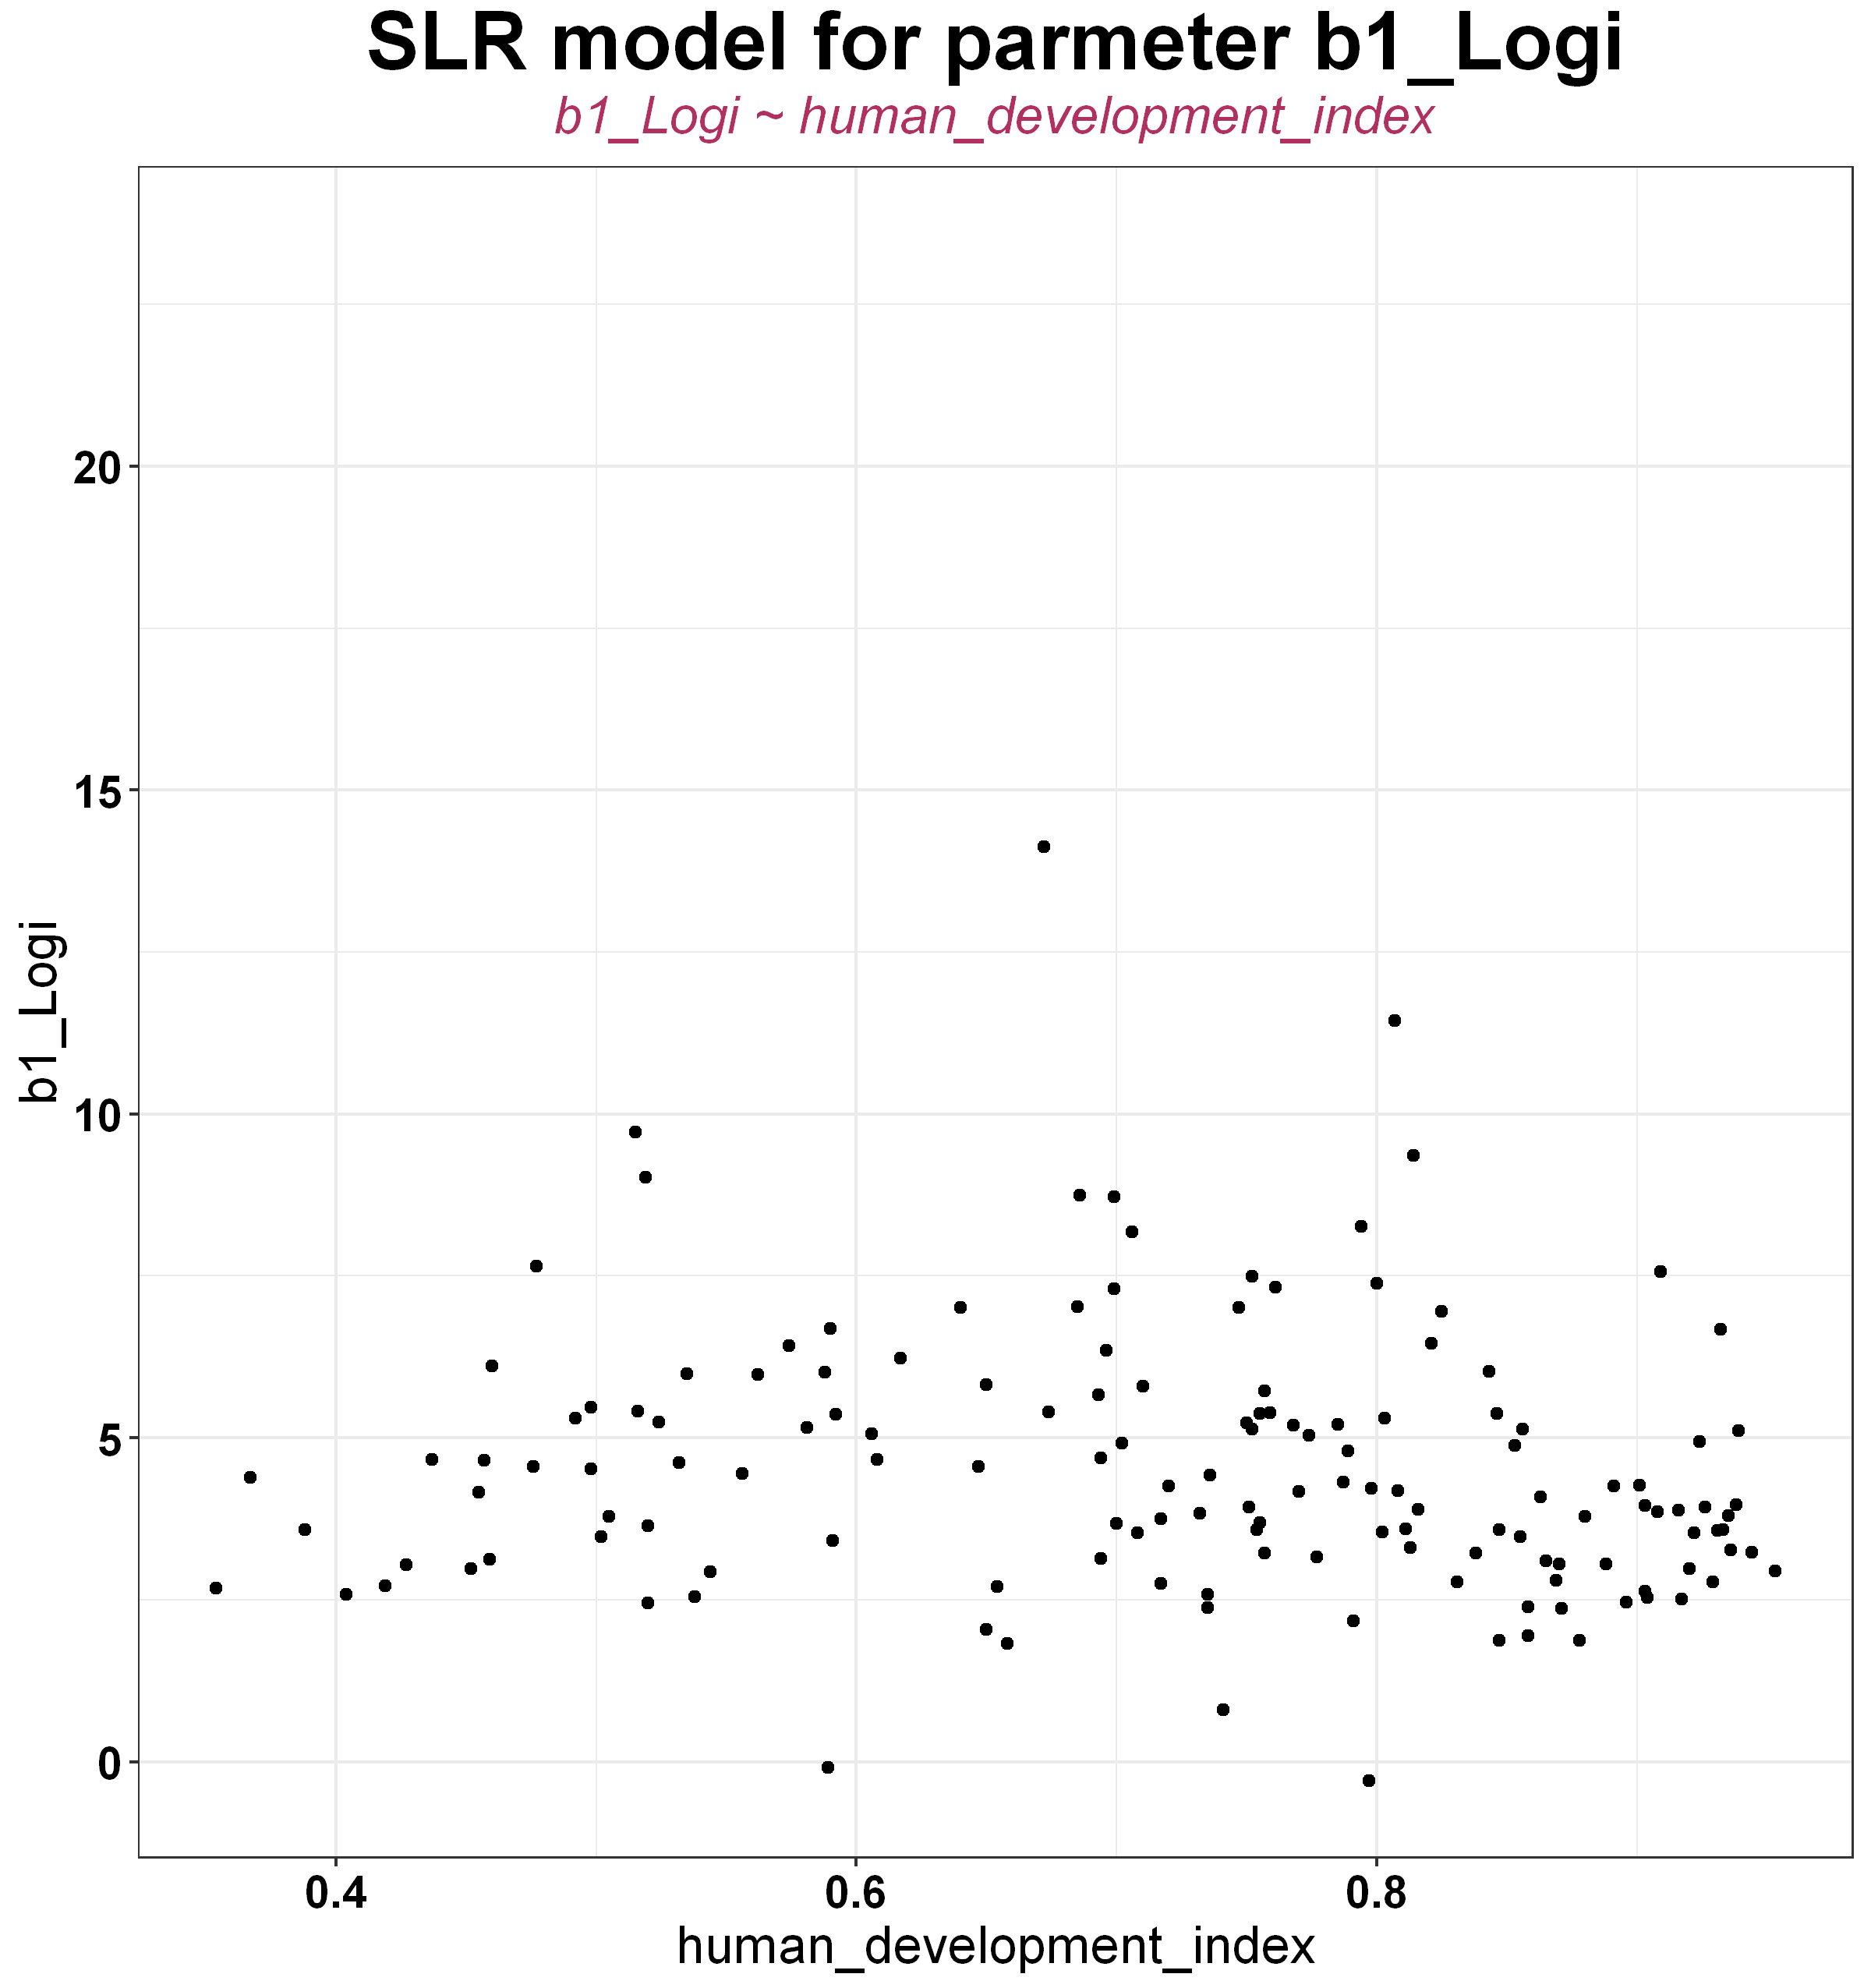 SLR model for parmeter b1_Logi
b1_Logi ~ human_development_index
20
15
10
5
0
b1_Logi
0.4 0.6 0.8
human_development_index